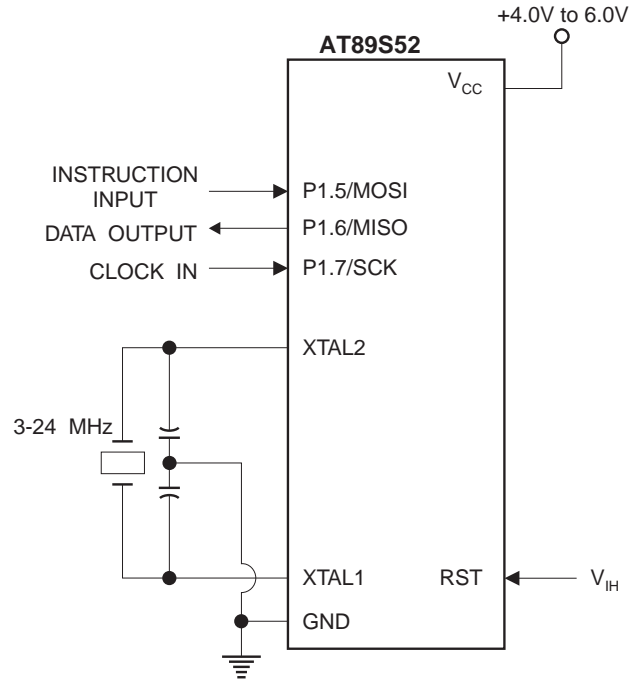 +4.0V to 6.0V
AT89S52
VCC
INSTRUCTION
INPUT
P1.5/MOSI
DATA OUTPUT
P1.6/MISO
CLOCK IN
P1.7/SCK
XTAL2
3-24 MHz
XTAL1
RST
VIH
GND